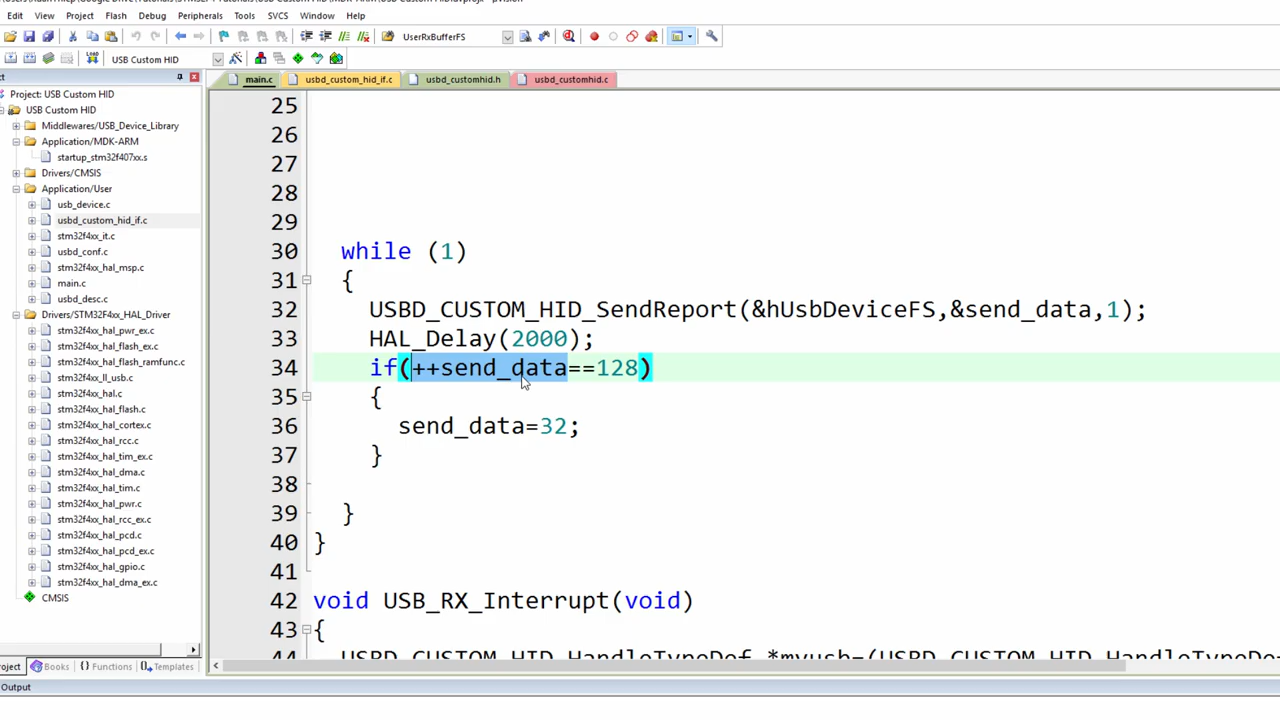 Edit View Project Flash Debug Peripherals Tools SVCS Window Help
UserRxBufferFS
USB Custom HID
main.c usbd_custom_hid_if.c usbd_customhid.h usbd_customhid.c
Project: USB Custom HID
USB Custom HID
Middlewares/USB_Device_Library
Application/MDK-ARM
startup_stm32f407xx.s
Drivers/CMSIS
Application/User
usb_device.c
usbd_custom_hid_if.c
stm32f4xx_it.c
usbd_conf.c
stm32f4xx_hal_msp.c
main.c
usbd_desc.c
Drivers/STM32F4xx_HAL_Driver
stm32f4xx_hal_pwr_ex.c
stm32f4xx_hal_flash_ex.c
stm32f4xx_hal_flash_ramfunc.c
stm32f4xx_ll_usb.c
stm32f4xx_hal.c
stm32f4xx_hal_flash.c
stm32f4xx_hal_cortex.c
stm32f4xx_hal_rcc.c
stm32f4xx_hal_tim_ex.c
stm32f4xx_hal_gpio.c
stm32f4xx_hal_dma.c
stm32f4xx_hal_tim.c
stm32f4xx_hal_pwr.c
stm32f4xx_hal_rcc_ex.c
stm32f4xx_hal_pcd.c
stm32f4xx_hal_pcd_ex.c
stm32f4xx_hal_gpio.c
stm32f4xx_hal_dma_ex.c
CMSIS
Books Functions Templates
Output
25
26
27
28
29
30 while (1)
31 {
32 USBD_CUSTOM_HID_SendReport(&hUsbDeviceFS,&send_data,1);
33 HAL_Delay(2000);
34 if(++send_data==128)
35 {
36 send_data=32;
37 }
38
39 }
40 }
41
42 void USB_RX_Interrupt(void)
43 {
44 USBD_CUSTOM_HID_HandleTypeDef *myusb=(USBD_CUSTOM_HID_HandleTypeDe